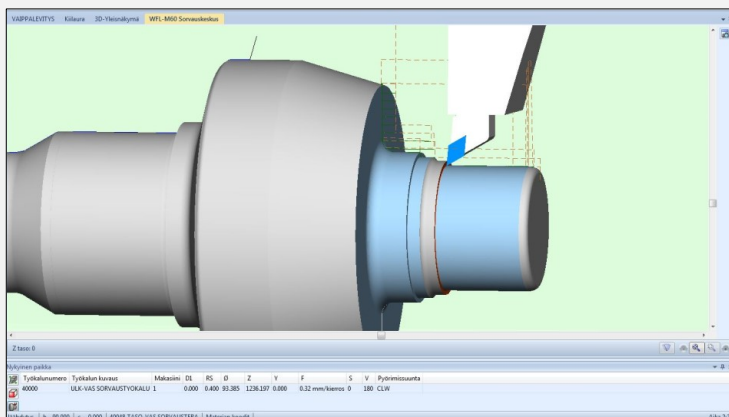 VAIPPALEVITYS Kiilaura 3D-Yleisnäkymä WFL-M60 Sorvauskeskus
Z taso: 0
Nykyinen paikka
Työkalunumero Työkalun kuvaus Makasiini D1 RS Ø Z Y F S V Pyörimissuunta
40000 ULK-VAS SORVAUSTYÖKALU 1 0.000 0.400 93.385 1236.197 0.000 0.32 mm/kierros 0 180 CLW